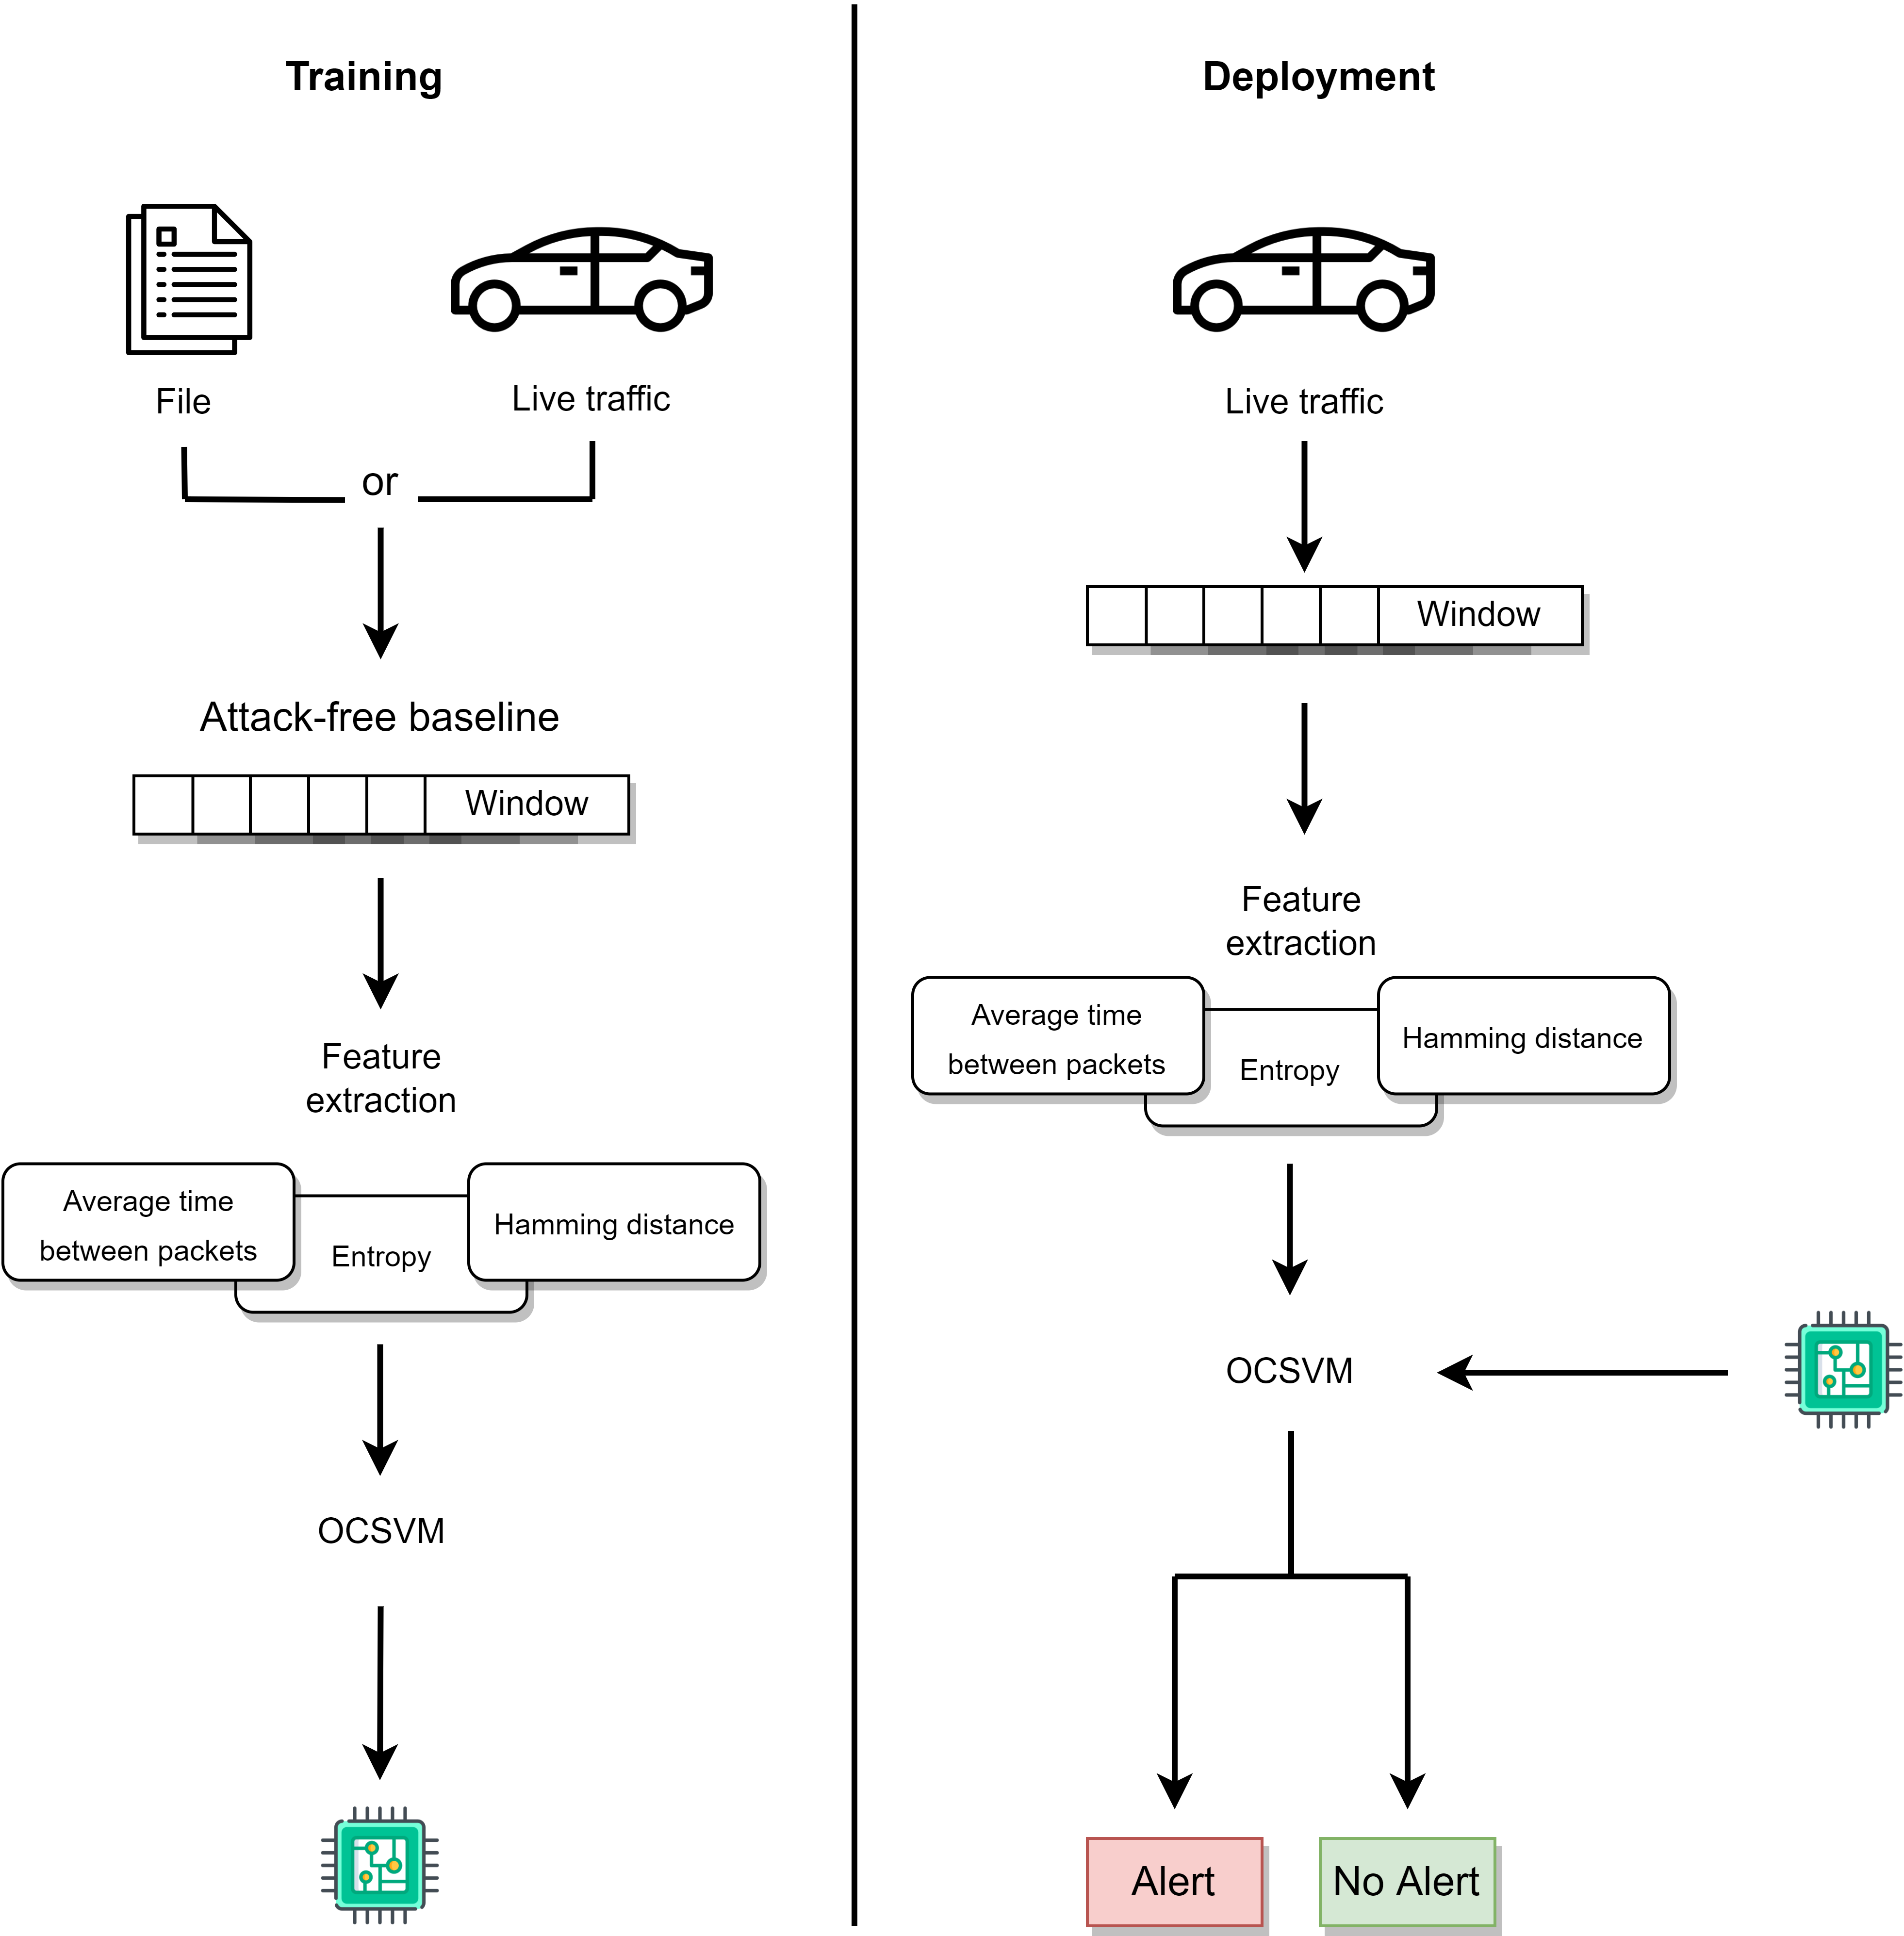 Training
File
Live traffic
or
Attack-free baseline
Window
Feature
extraction
Average time
between packets
Entropy
Hamming distance
OCSVM
Deployment
Live traffic
Window
Feature
extraction
Average time
between packets
Entropy
Hamming distance
OCSVM
Alert
No Alert